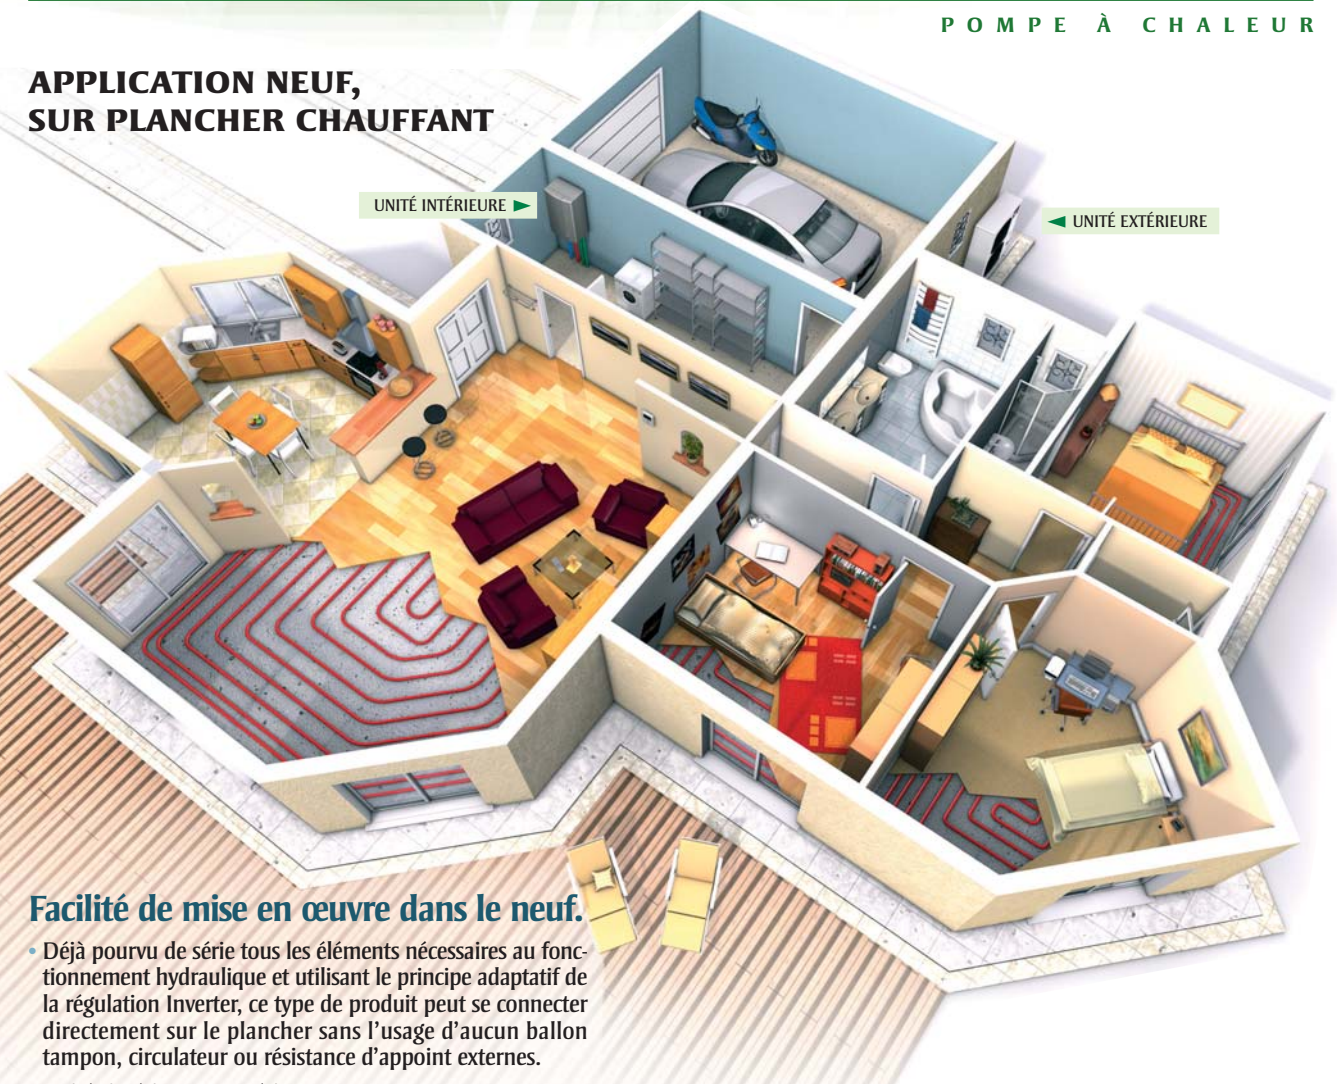 POMPE À CHALEUR
APPLICATION NEUF,
SUR PLANCHER CHAUFFANT
UNITÉ INTÉRIEURE ►
◄ UNITÉ EXTÉRIEURE
Facilité de mise en œuvre dans le neuf.
• Déjà pourvu de série tous les éléments nécessaires au fonc-
tionnement hydraulique et utilisant le principe adaptatif de
la régulation Inverter, ce type de produit peut se connecter
directement sur le plancher sans l’usage d’aucun ballon
tampon, circulateur ou résistance d’appoint externes.